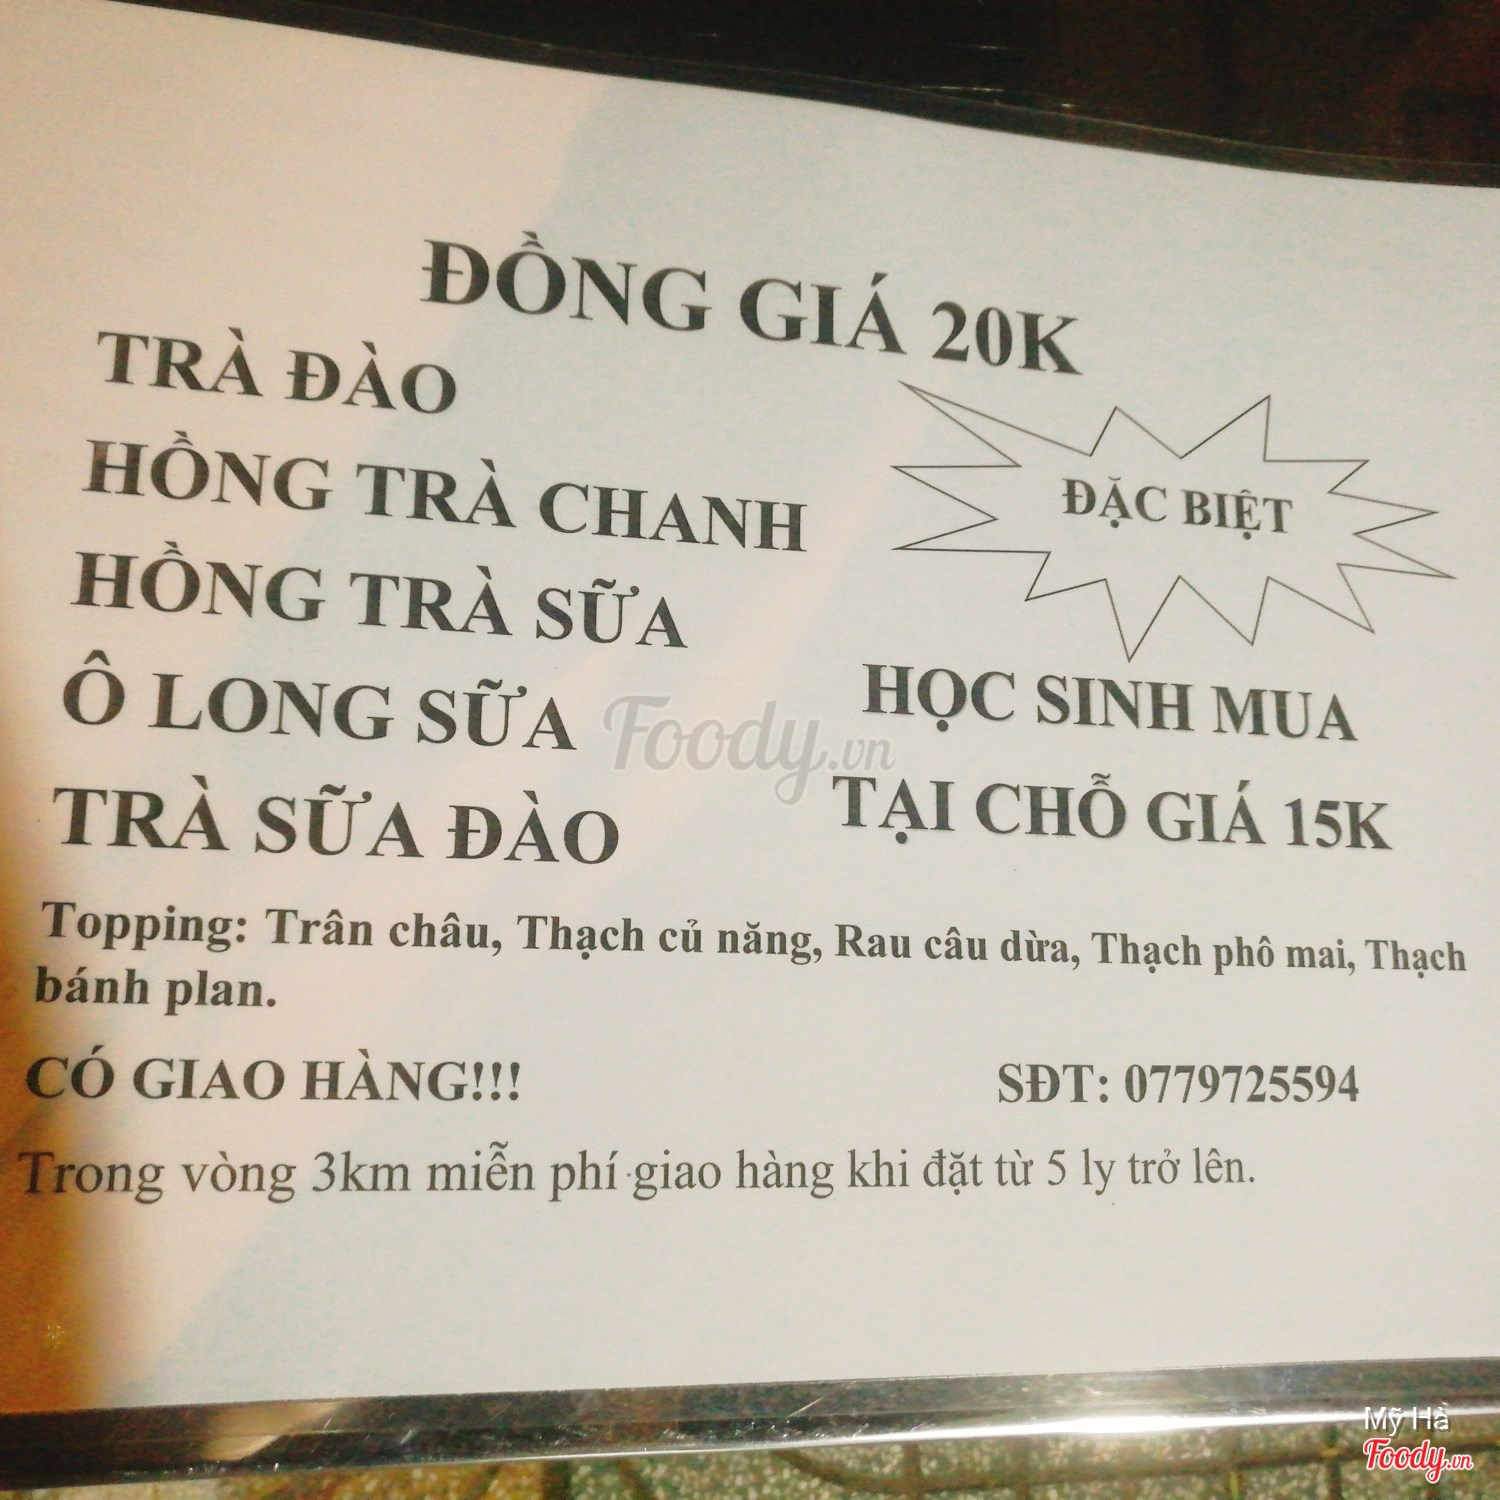 ĐỒNG GIÁ 20K
TRÀ ĐÀO
HỒNG TRÀ CHANH
HỒNG TRÀ SỮA
Ô LONG SỮA
TRÀ SỮA ĐÀO
ĐẶC BIỆT
HỌC SINH MUA
TẠI CHỖ GIÁ 15K
Topping: Trân châu, Thạch củ năng, Rau câu dừa, Thạch phô mai, Thạch
bánh plan.
CÓ GIAO HÀNG!!!
SĐT: 0779725594
Trong vòng 3km miễn phí giao hàng khi đặt từ 5 ly trở lên.
Foody.vn
Mỹ Hà
Foody.vn